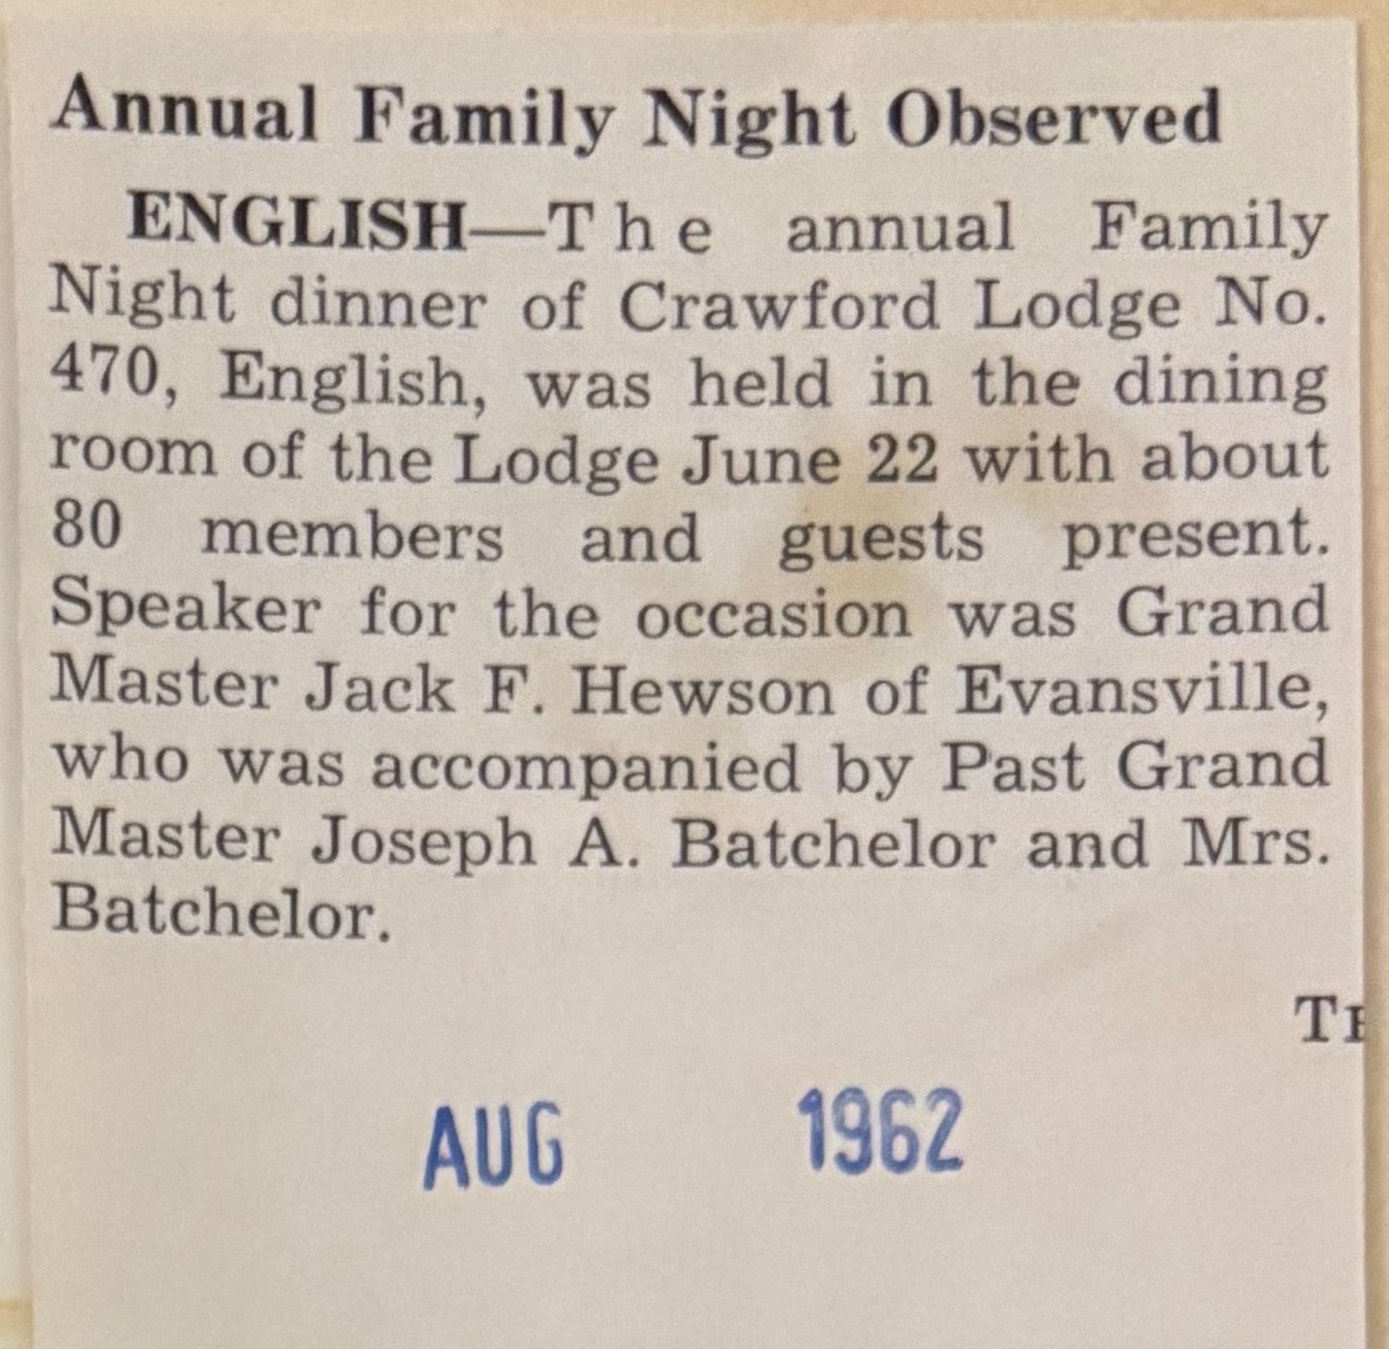 Annual Family Night Observed
ENGLISH—The annual Family
Night dinner of Crawford Lodge No.
470, English, was held in the dining
room of the Lodge June 22 with about
80 members and guests present.
Speaker for the occasion was Grand
Master Jack F. Hewson of Evansville,
who was accompanied by Past Grand
Master Joseph A. Batchelor and Mrs.
Batchelor.
AUG 1962